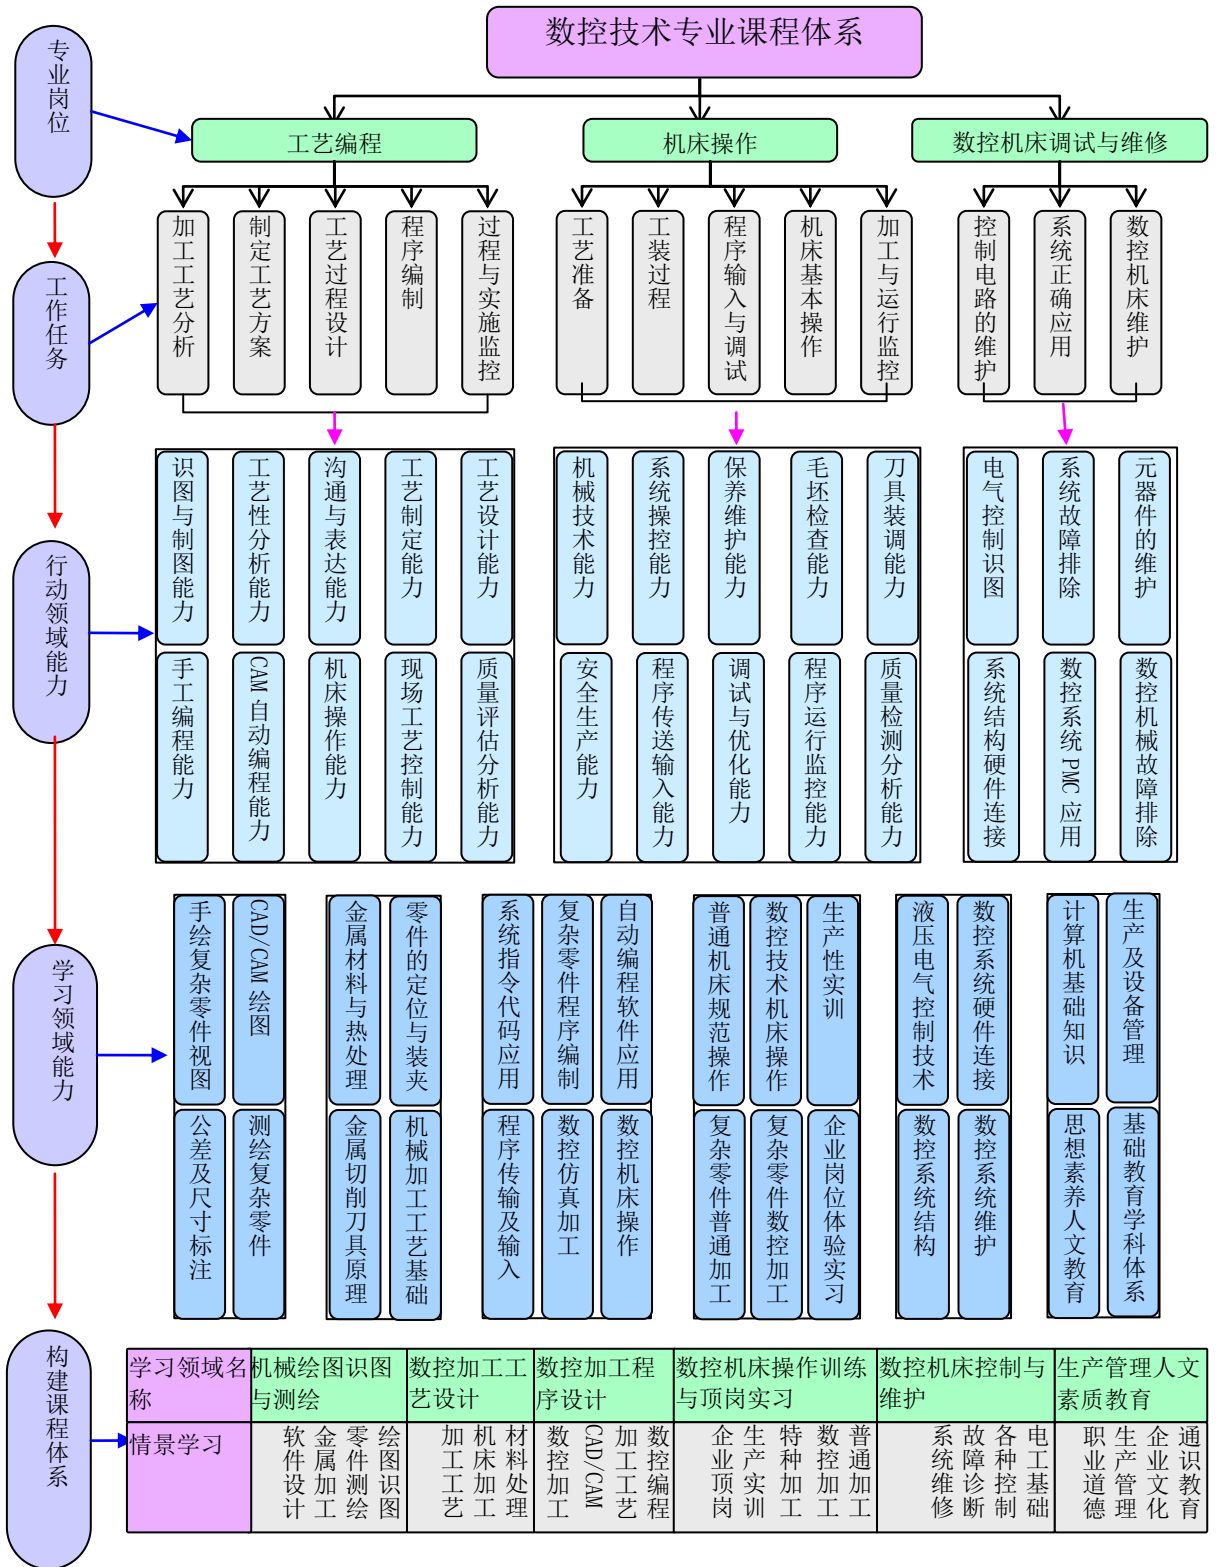 数控技术专业课程体系
专业岗位
工艺编程
机床操作
数控机床调试与维修
工作任务
加工工艺分析
制定工艺方案
工艺过程设计
程序编制
过程与实施监控
工艺准备
工装过程
程序输入与调试
机床基本操作
加工与运行监控
控制电路的维护
系统正确应用
数控机床维护
行动领域能力
识图与制图能力
工艺性分析能力
沟通与表达能力
工艺制定能力
工艺设计能力
机械技术能力
系统操控能力
保养维护能力
毛坯检查能力
刀具装调能力
电气控制识图
系统故障排除
元器件的维护
手工编程能力
CAM 自动编程能力
机床操作能力
现场工艺控制能力
质量评估分析能力
安全生产能力
程序传送输入能力
调试与优化能力
程序运行监控能力
质量检测分析能力
系统结构硬件连接
数控系统 PMC 应用
数控机械故障排除
学习领域能力
手绘复杂零件视图
CAD/CAM 绘图
金属材料与热处理
零件的定位与装夹
系统指令代码应用
复杂零件程序编制
自动编程软件应用
普通机床规范操作
数控技术机床操作
生产性实训
液压电气控制技术
数控系统硬件连接
计算机基础知识
生产及设备管理
公差及尺寸标注
测绘复杂零件
金属切削刀具原理
机械加工工艺基础
程序传输及输入
数控仿真加工
数控机床操作
复杂零件普通加工
复杂零件数控加工
企业岗位体验实习
数控系统结构
数控系统维护
思想素养人文教育
基础教育学科体系
构建课程体系
学习领域名
称
机械绘图识图
与测绘
数控加工工
艺设计
数控加工程
序设计
数控机床操作训练
与顶岗实习
数控机床控制与
维护
生产管理人文
素质教育
情景学习
绘图识图
零件测绘
金属加工
软件设计
材料处理
机床加工
加工工艺
数控编程
加工工艺
CAD/CAM
数控加工
普通加工
数控加工
特种加工
生产实训
企业顶岗
电工基础
各种控制
故障诊断
系统维修
通识教育
企业文化
生产管理
职业道德